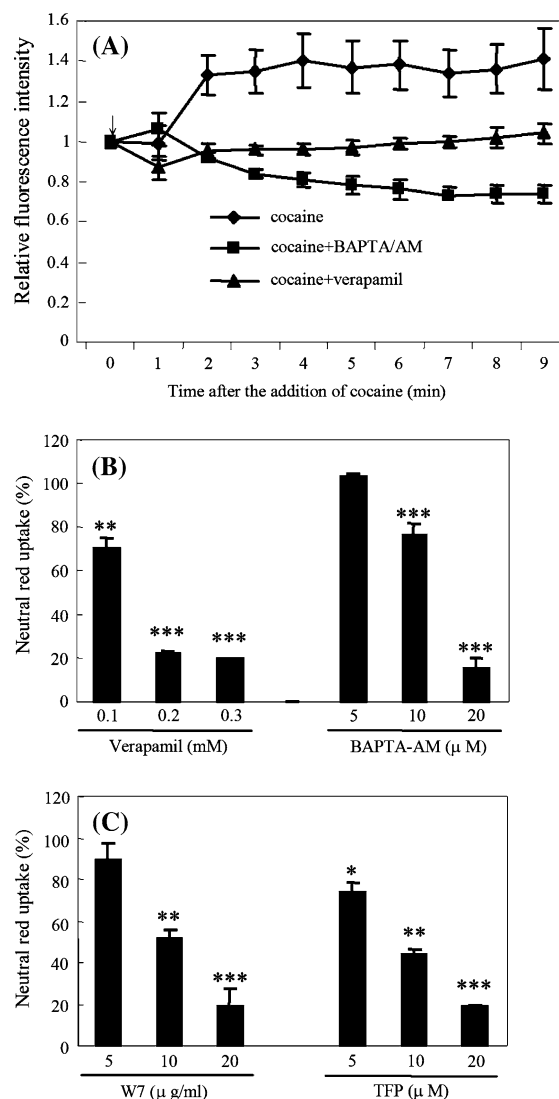 (A)
Relative fluorescence intensity
1.6
1.4
1.2
1
0.8
0.6
0.4
0.2
0
cocaine
cocaine+BAPTA/AM
cocaine+verapamil
0 1 2 3 4 5 6 7 8 9
Time after the addition of cocaine (min)
(B)
Neutral red uptake (%)
120
100
80
60
40
20
0
** *** *** *** ***
0.1 0.2 0.3 5 10 20
Verapamil (mM) BAPTA-AM (μ M)
(C)
Neutral red uptake (%)
120
100
80
60
40
20
0
** *** * ** ***
5 10 20 5 10 20
W7 (μ g/ml) TFP (μ M)